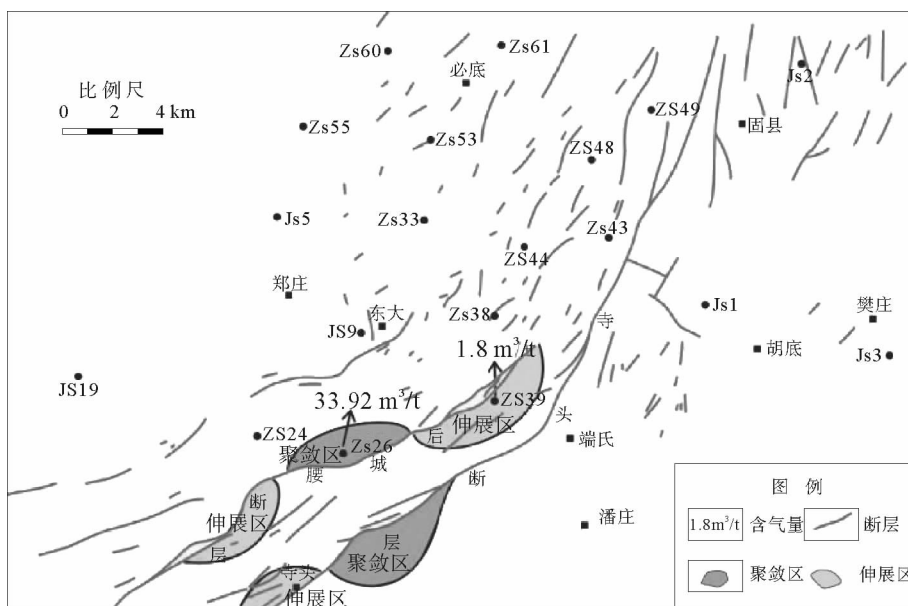 Zs60
Zs61
必底
Js2
比例尺
0 2 4 km
ZS49
固县
Zs55
Zs53
ZS48
Js5
Zs33
Zs43
ZS44
郑庄
Js1
樊庄
东大
Zs38
寺
JS9
胡底
Js3
1.8 m³/t
JS19
33.92 m³/t
ZS39
头
后
伸展区
ZS24
端氏
Zs26
聚敛区
城
腰
断
断
伸展区
层
潘庄
层
聚敛区
寺头
伸展区
图 例
1.8m³/t 含气量 断层
聚敛区 伸展区